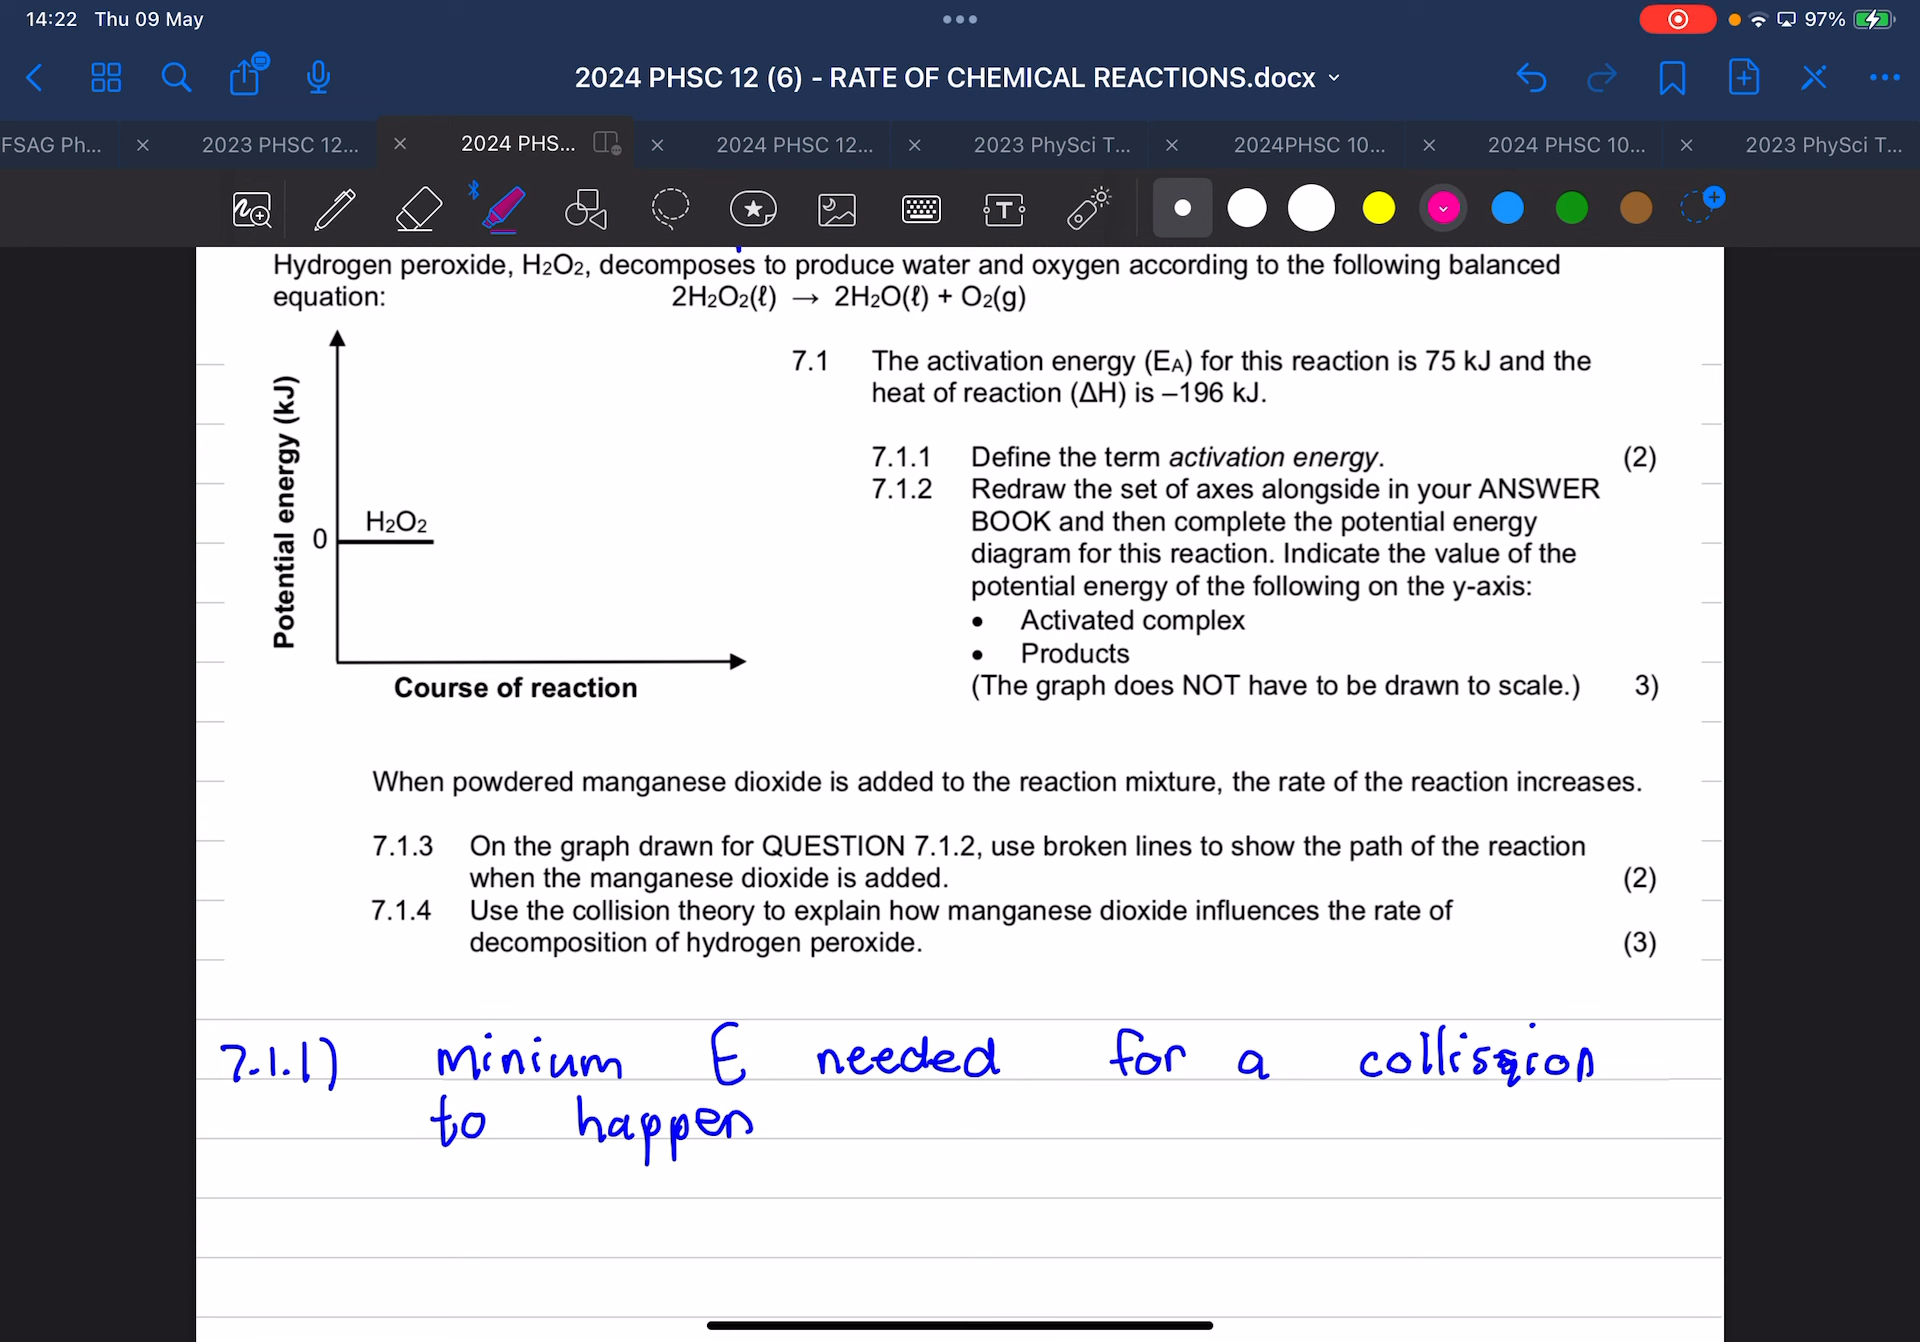 14:22 Thu 09 May
97%
2024 PHSC 12 (6) - RATE OF CHEMICAL REACTIONS.docx
FSAG Ph...
2023 PHSC 12...
2024 PHS...
2024 PHSC 12...
2023 PhySci T...
2024PHSC 10...
2024 PHSC 10...
2023 PhySci T...
Hydrogen peroxide, H₂O₂, decomposes to produce water and oxygen according to the following balanced
equation: 2H₂O₂(ℓ) → 2H₂O(ℓ) + O₂(g)
Potential energy (kJ)
0
H₂O₂
Course of reaction
7.1 The activation energy (EA) for this reaction is 75 kJ and the
heat of reaction (ΔH) is –196 kJ.
7.1.1 Define the term activation energy. (2)
7.1.2 Redraw the set of axes alongside in your ANSWER
BOOK and then complete the potential energy
diagram for this reaction. Indicate the value of the
potential energy of the following on the y-axis:
• Activated complex
• Products
(The graph does NOT have to be drawn to scale.) 3)
When powdered manganese dioxide is added to the reaction mixture, the rate of the reaction increases.
7.1.3 On the graph drawn for QUESTION 7.1.2, use broken lines to show the path of the reaction
when the manganese dioxide is added. (2)
7.1.4 Use the collision theory to explain how manganese dioxide influences the rate of
decomposition of hydrogen peroxide. (3)
7.1.1) minium E needed for a collision
to happen